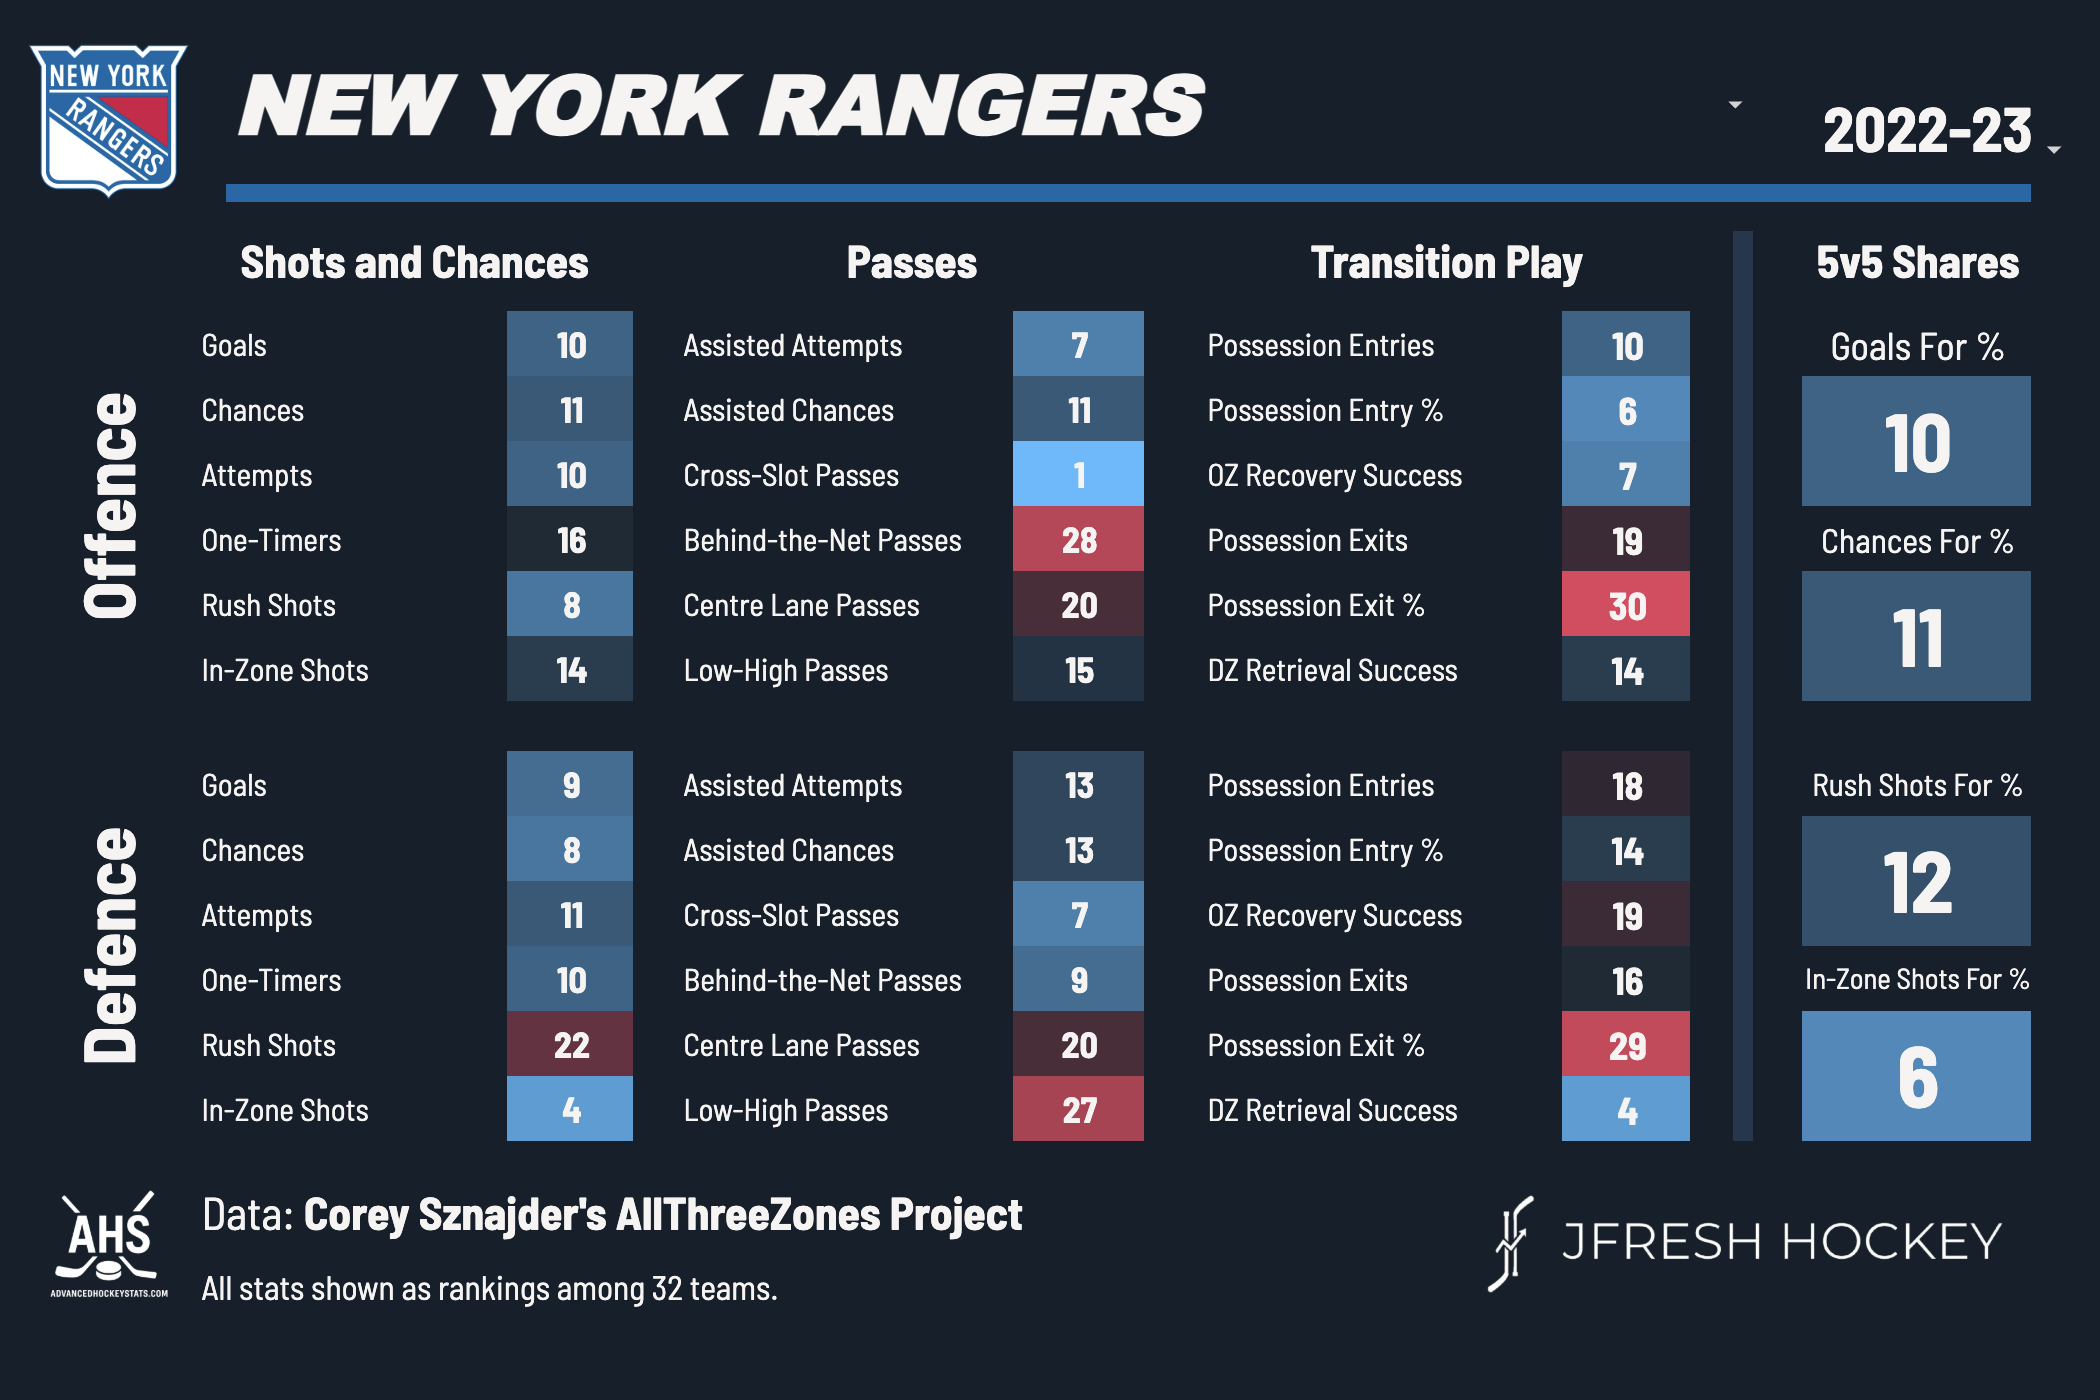 NEW YORK
RANGERS
NEW YORK RANGERS
2022-23
Shots and Chances
Passes
Transition Play
5v5 Shares
Offence
Goals 10 Assisted Attempts 7 Possession Entries 10
Chances 11 Assisted Chances 11 Possession Entry % 6
Attempts 10 Cross-Slot Passes 1 OZ Recovery Success 7
One-Timers 16 Behind-the-Net Passes 28 Possession Exits 19
Rush Shots 8 Centre Lane Passes 20 Possession Exit % 30
In-Zone Shots 14 Low-High Passes 15 DZ Retrieval Success 14
Goals For %
10
Chances For %
11
Defence
Goals 9 Assisted Attempts 13 Possession Entries 18
Chances 8 Assisted Chances 13 Possession Entry % 14
Attempts 11 Cross-Slot Passes 7 OZ Recovery Success 19
One-Timers 10 Behind-the-Net Passes 9 Possession Exits 16
Rush Shots 22 Centre Lane Passes 20 Possession Exit % 29
In-Zone Shots 4 Low-High Passes 27 DZ Retrieval Success 4
Rush Shots For %
12
In-Zone Shots For %
6
AHS
ADVANCEDHOCKEYSTATS.COM
Data: Corey Sznajder's AllThreeZones Project
All stats shown as rankings among 32 teams.
JFRESH HOCKEY